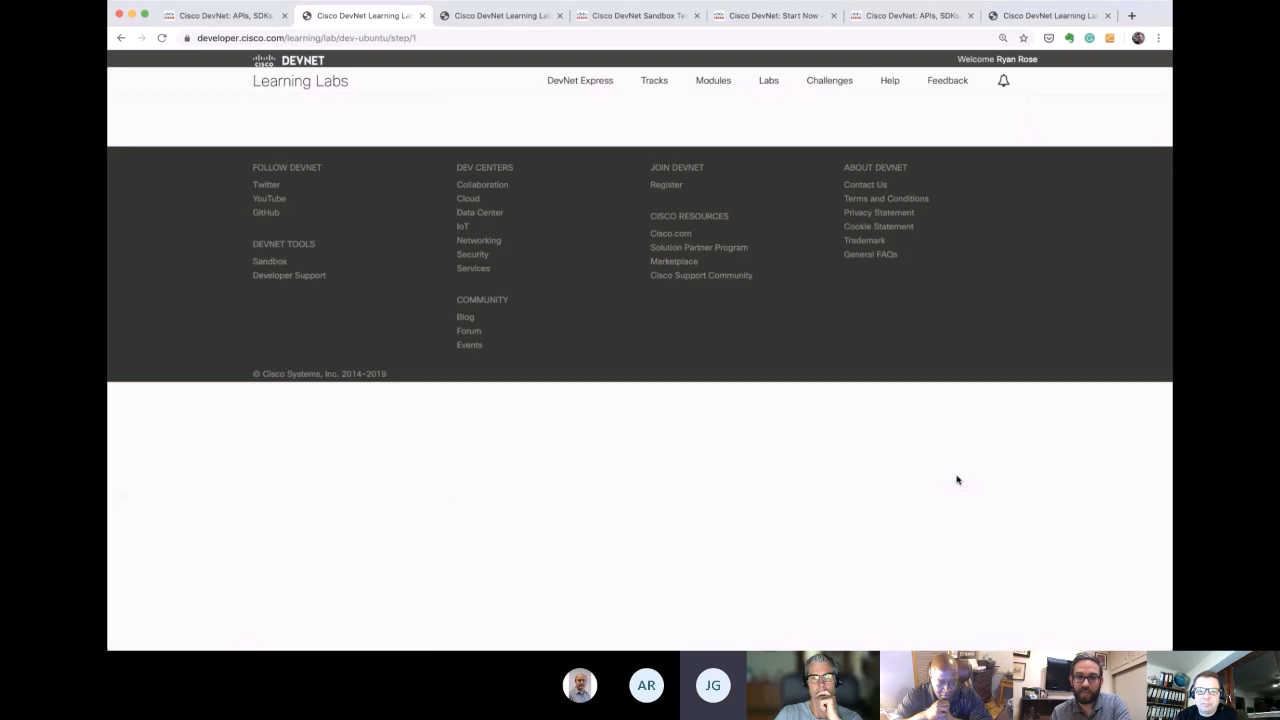 Cisco DevNet: APIs, SDKs,
Cisco DevNet Learning Lab
Cisco DevNet Learning Lab
Cisco DevNet Sandbox Te
Cisco DevNet: Start Now -
Cisco DevNet: APIs, SDKs,
Cisco DevNet Learning Lab
developer.cisco.com/learning/lab/dev-ubuntu/step/1
CISCO DEVNET
Welcome Ryan Rose
Learning Labs
DevNet Express
Tracks
Modules
Labs
Challenges
Help
Feedback
FOLLOW DEVNET
Twitter
YouTube
GitHub
DEVNET TOOLS
Sandbox
Developer Support
DEV CENTERS
Collaboration
Cloud
Data Center
IoT
Networking
Security
Services
COMMUNITY
Blog
Forum
Events
JOIN DEVNET
Register
CISCO RESOURCES
Cisco.com
Solution Partner Program
Marketplace
Cisco Support Community
ABOUT DEVNET
Contact Us
Terms and Conditions
Privacy Statement
Cookie Statement
Trademark
General FAQs
© Cisco Systems, Inc. 2014-2019
AR
JG